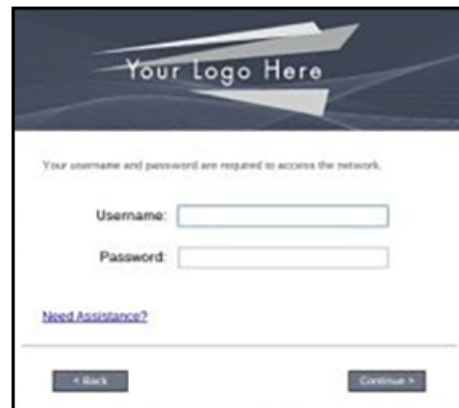 Your Logo Here
Your username and password are required to access the network.
Username:
Password:
Need Assistance?
< Back
Continue >